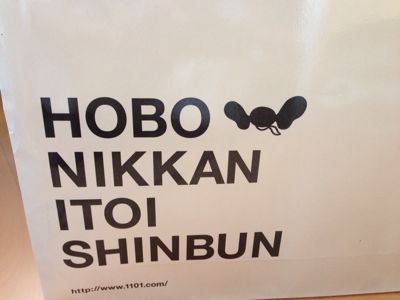 HOBO
NIKKAN
ITOI
SHINBUN
http://www.1101.com/